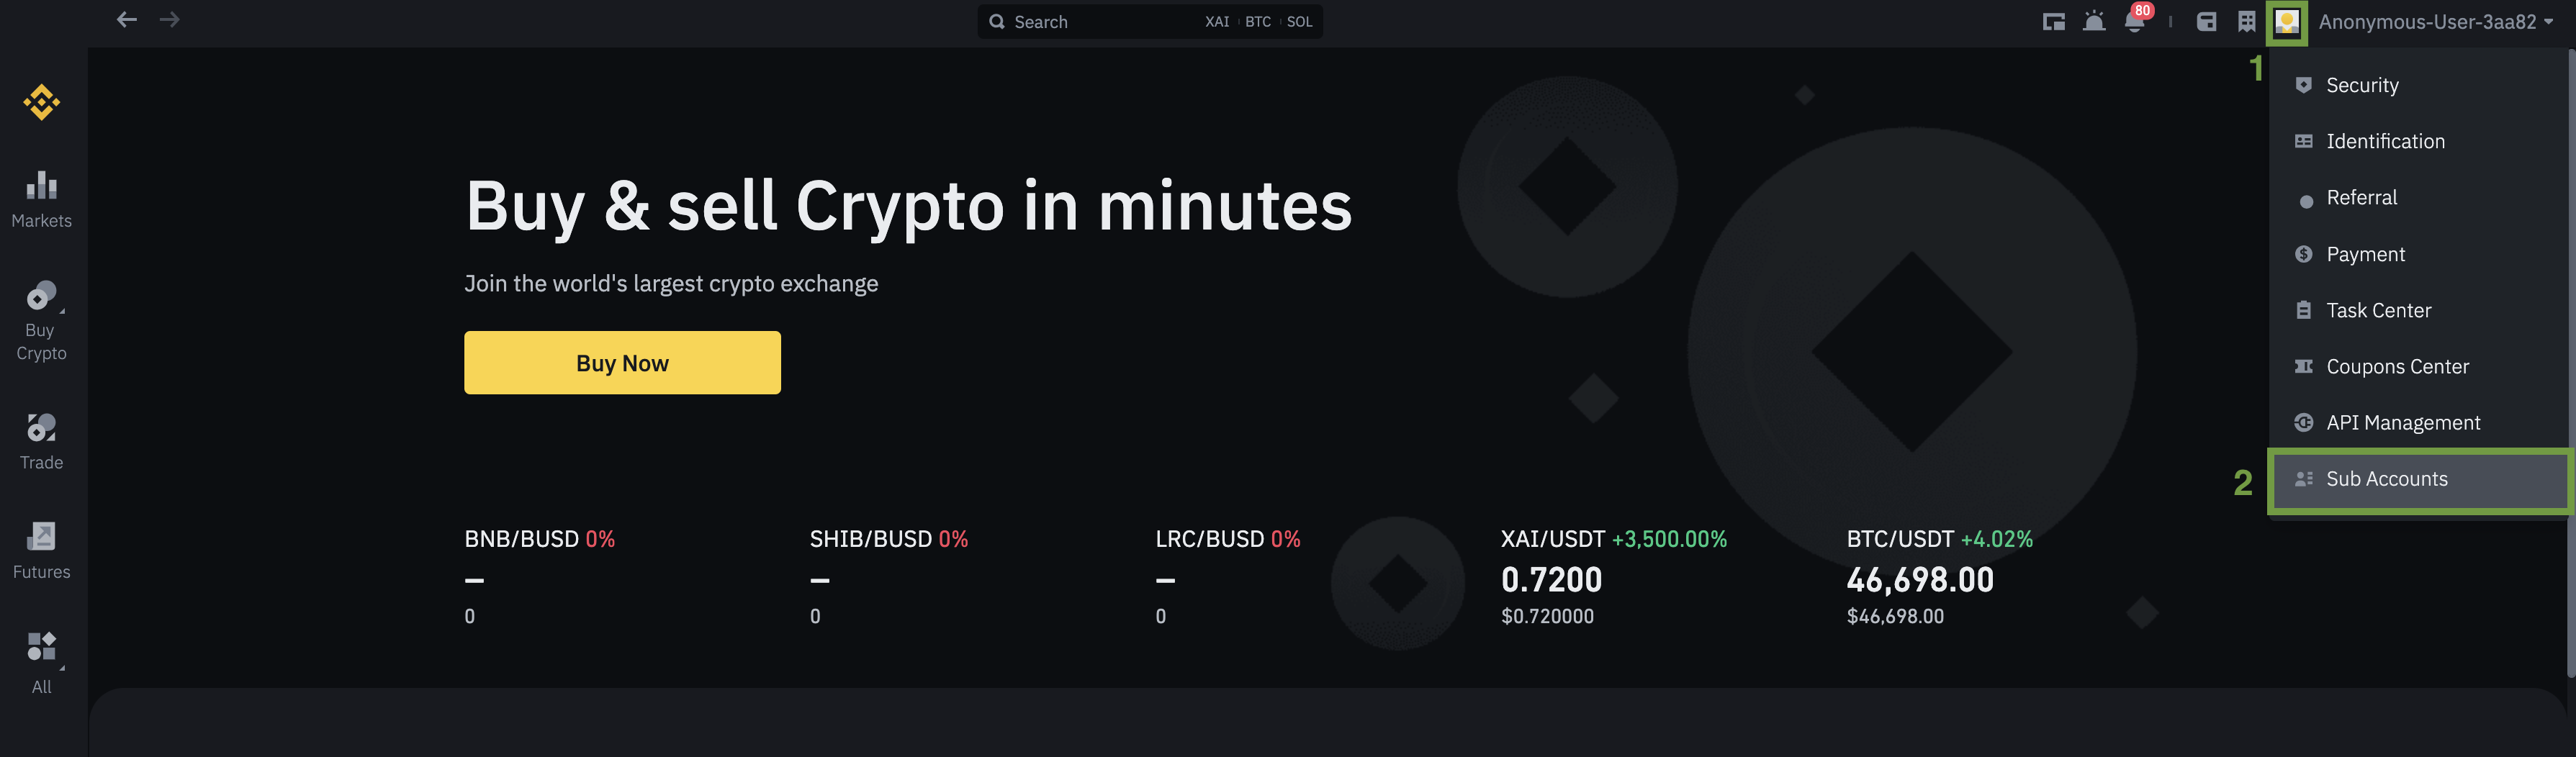 Search
XAI BTC SOL
80
Anonymous-User-3aa82
1
Security
Identification
Referral
Payment
Task Center
Coupons Center
API Management
2
Sub Accounts
Markets
Buy
Crypto
Trade
Futures
All
Buy & sell Crypto in minutes
Join the world's largest crypto exchange
Buy Now
BNB/BUSD 0%
–
0
SHIB/BUSD 0%
–
0
LRC/BUSD 0%
–
0
XAI/USDT +3,500.00%
0.7200
$0.720000
BTC/USDT +4.02%
46,698.00
$46,698.00